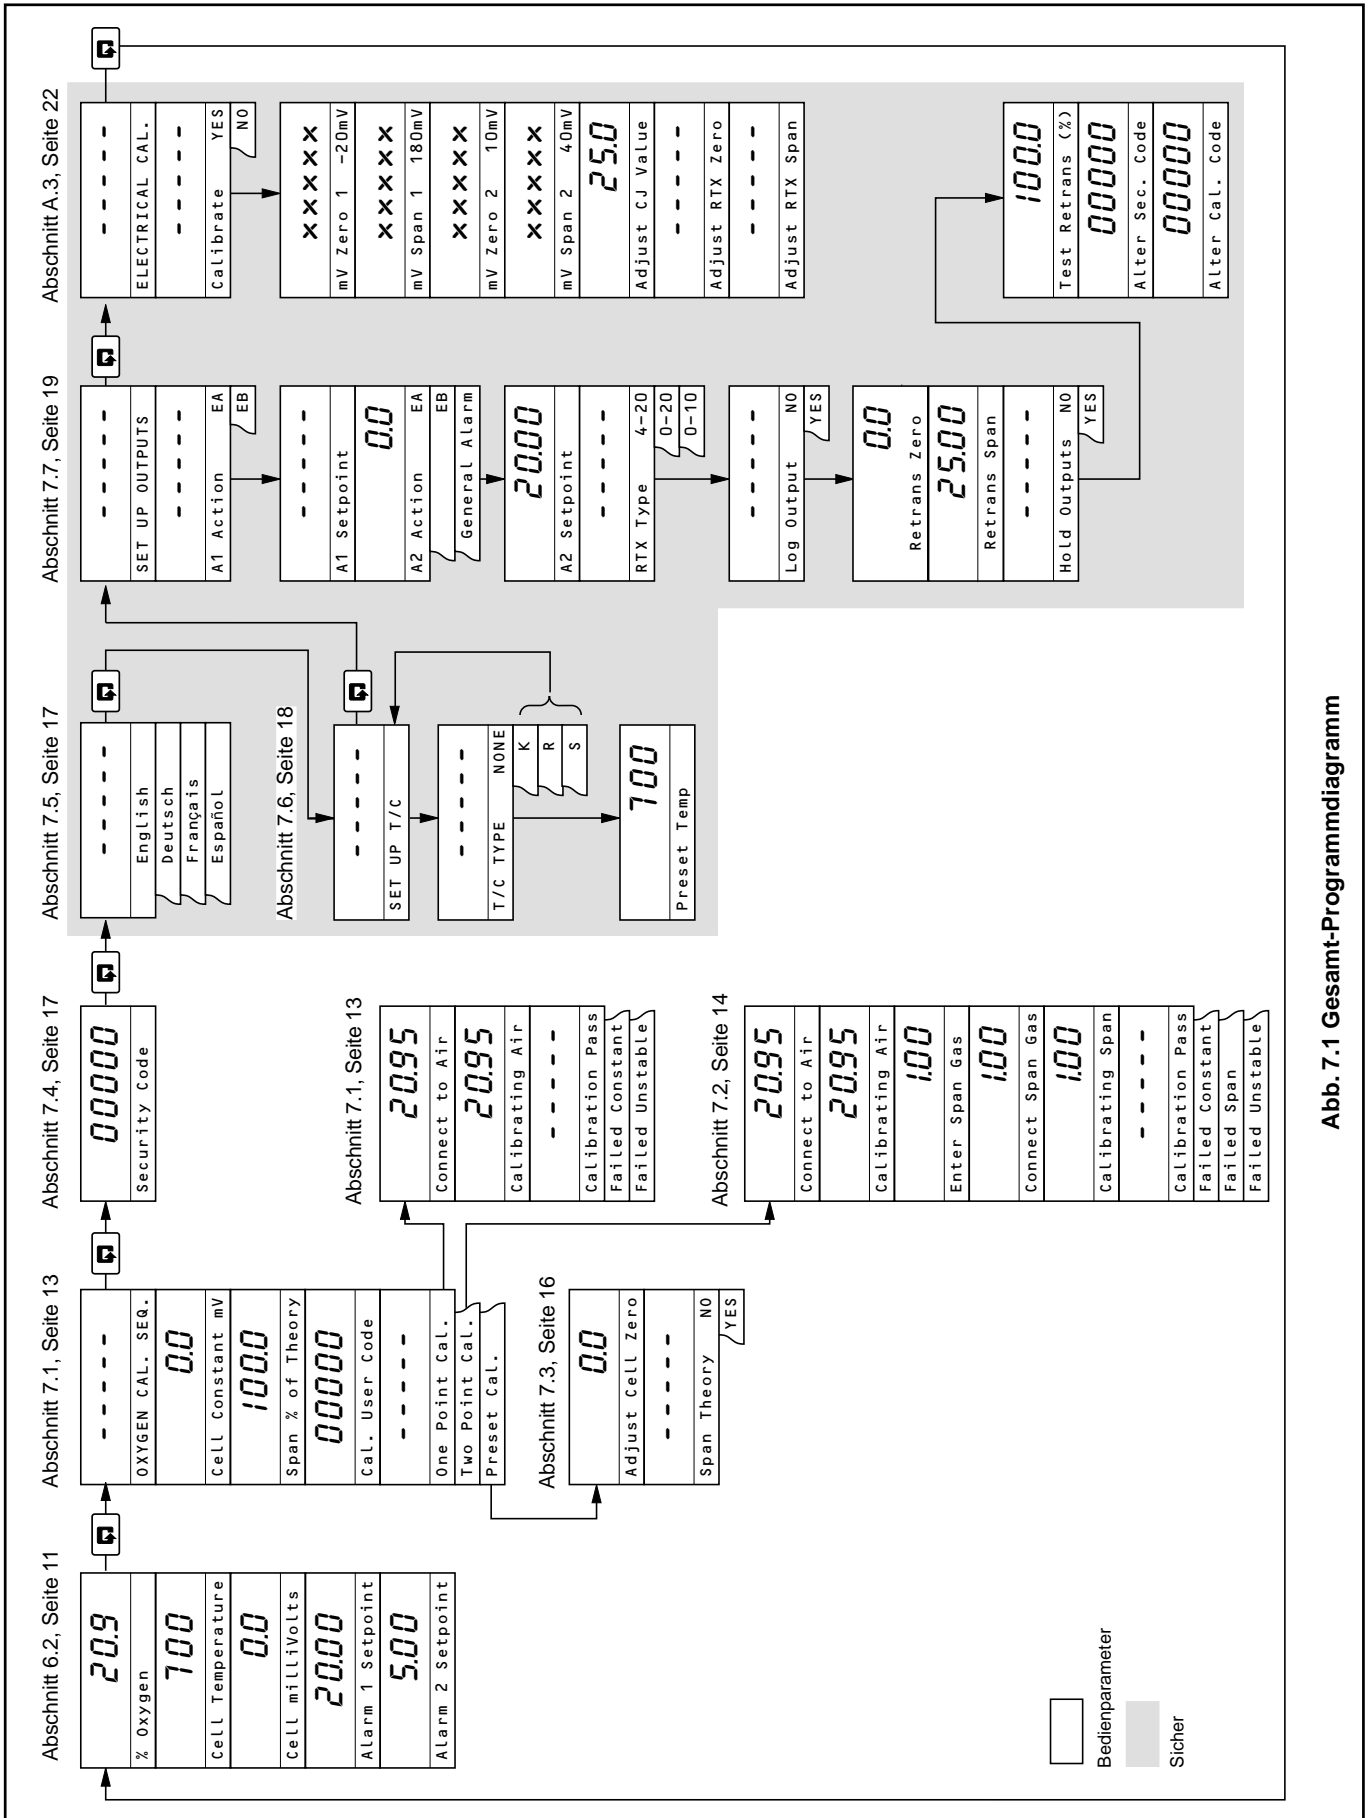 Abschnitt 6.2, Seite 11
20.9
% Oxygen
700
Cell Temperature
0.0
Cell milliVolts
20.00
Alarm 1 Setpoint
5.00
Alarm 2 Setpoint
Abschnitt 7.1, Seite 13
- - - - -
OXYGEN CAL. SEQ.
0.0
Cell Constant mV
100.0
Span % of Theory
00000
Cal. User Code
- - - - -
One Point Cal.
Two Point Cal.
Preset Cal.
Abschnitt 7.3, Seite 16
0.0
Adjust Cell Zero
- - - - -
Span Theory NO
YES
Abschnitt 7.4, Seite 17
00000
Security Code
Abschnitt 7.1, Seite 13
20.95
Connect to Air
20.95
Calibrating Air
- - - - -
Calibration Pass
Failed Constant
Failed Unstable
Abschnitt 7.2, Seite 14
20.95
Connect to Air
20.95
Calibrating Air
1.00
Enter Span Gas
1.00
Connect Span Gas
1.00
Calibrating Span
- - - - -
Calibration Pass
Failed Constant
Failed Span
Failed Unstable
Abschnitt 7.5, Seite 17
- - - - -
English
Deutsch
Français
Español
Abschnitt 7.6, Seite 18
- - - - -
SET UP T/C
- - - - -
T/C TYPE NONE
K
R
S
700
Preset Temp
Abschnitt 7.7, Seite 19
- - - - -
SET UP OUTPUTS
- - - - -
A1 Action EA
EB
- - - - -
A1 Setpoint
0.0
A2 Action EA
EB
General Alarm
20.00
A2 Setpoint
- - - - -
RTX Type 4-20
0-20
0-10
- - - - -
Log Output NO
YES
0.0
Retrans Zero
25.00
Retrans Span
- - - - -
Hold Outputs NO
YES
Abschnitt A.3, Seite 22
- - - - -
ELECTRICAL CAL.
- - - - -
Calibrate YES
NO
xxxxx
mV Zero 1 -20mV
xxxxx
mV Span 1 180mV
xxxxx
mV Zero 2 10mV
xxxxx
mV Span 2 40mV
25.0
Adjust CJ Value
- - - - -
Adjust RTX Zero
- - - - -
Adjust RTX Span
100.0
Test Retrans (%)
00000
Alter Sec. Code
00000
Alter Cal. Code
Bedienparameter
Sicher
Abb. 7.1 Gesamt-Programmdiagramm